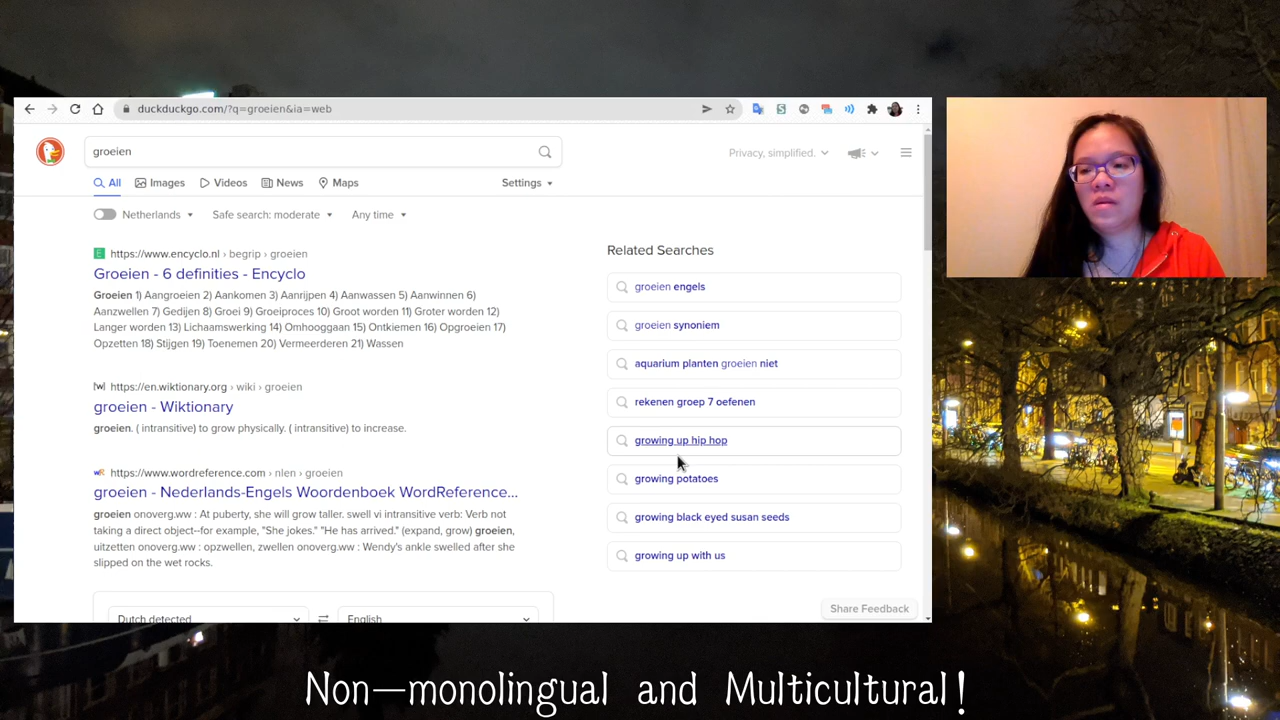 duckduckgo.com/?q=groeien&ia=web
groeien
Privacy, simplified.
All Images Videos News Maps Settings
Netherlands Safe search: moderate Any time
https://www.encyclo.nl › begrip › groeien
Groeien - 6 definities - Encyclo
Groeien 1) Aangroeien 2) Aankomen 3) Aanrijpen 4) Aanwassen 5) Aanwinnen 6)
Aanzwellen 7) Gedijen 8) Groei 9) Groeiproces 10) Groot worden 11) Groter worden 12)
Langer worden 13) Lichaamswerking 14) Omhooggaan 15) Ontkiemen 16) Opgroeien 17)
Opzetten 18) Stijgen 19) Toenemen 20) Vermeerderen 21) Wassen
https://en.wiktionary.org › wiki › groeien
groeien - Wiktionary
groeien. ( intransitive) to grow physically. ( intransitive) to increase.
https://www.wordreference.com › nlen › groeien
groeien - Nederlands-Engels Woordenboek WordReference...
groeien onoverg.ww : At puberty, she will grow taller. swell vi intransitive verb: Verb not
taking a direct object--for example, "She jokes." "He has arrived." (expand, grow) groeien,
uitzetten onoverg.ww : opzwellen, zwellen onoverg.ww : Wendy's ankle swelled after she
slipped on the wet rocks.
Dutch detected English
Related Searches
groeien engels
groeien synoniem
aquarium planten groeien niet
rekenen groep 7 oefenen
growing up hip hop
growing potatoes
growing black eyed susan seeds
growing up with us
Share Feedback
Non-monolingual and Multicultural!